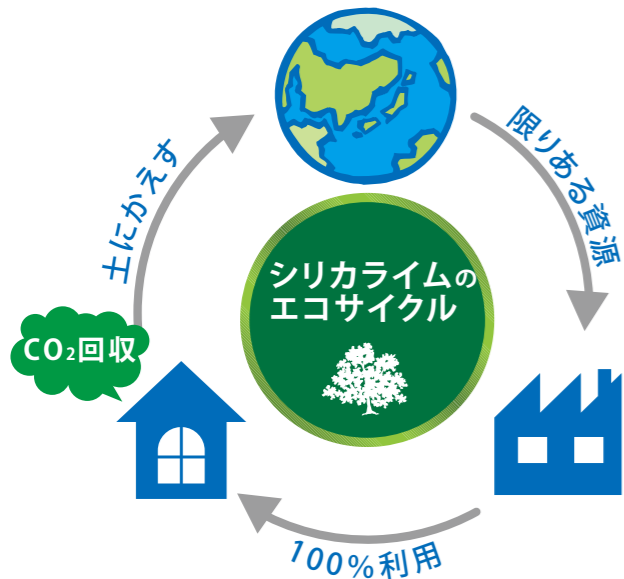 シリカライムの
エコサイクル
限りある資源
100%利用
CO₂回収
土にかえす